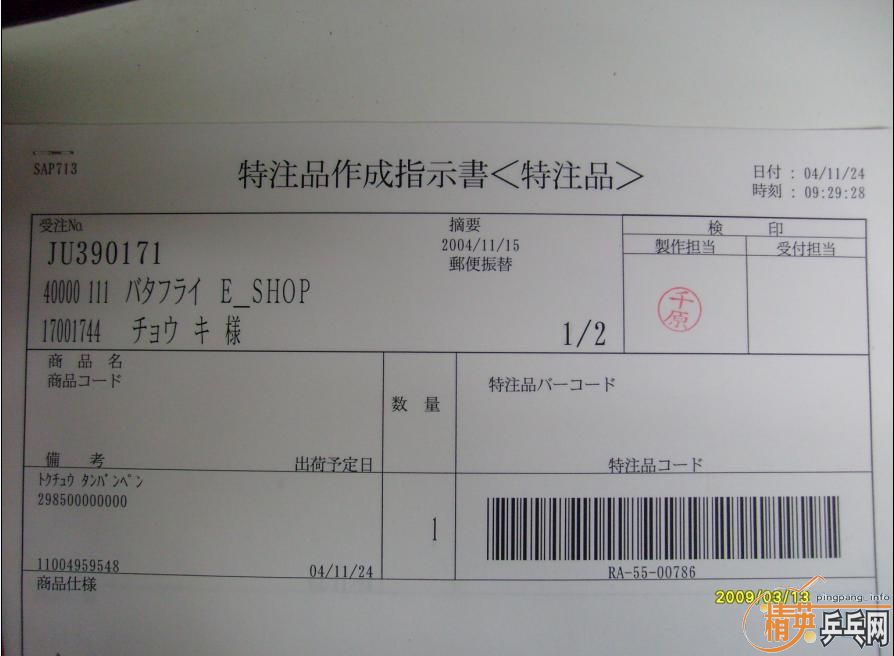 SAP713
特注品作成指示書<特注品>
日付 : 04/11/24
時刻 : 09:29:28
受注No.
JU390171
摘要
2004/11/15
郵便振替
検 印
製作担当 受付担当
40000 111 バタフライ E_SHOP
千原
17001744 チョウ キ 様
1/2
商 品 名
商品コード
数 量
特注品バーコード
備 考 出荷予定日
特注品コード
トクチュウ タンパンペン
298500000000
1
11004959548 04/11/24
RA-55-00786
商品仕様
2009/03/13
pingpang_info
精英乒乓网